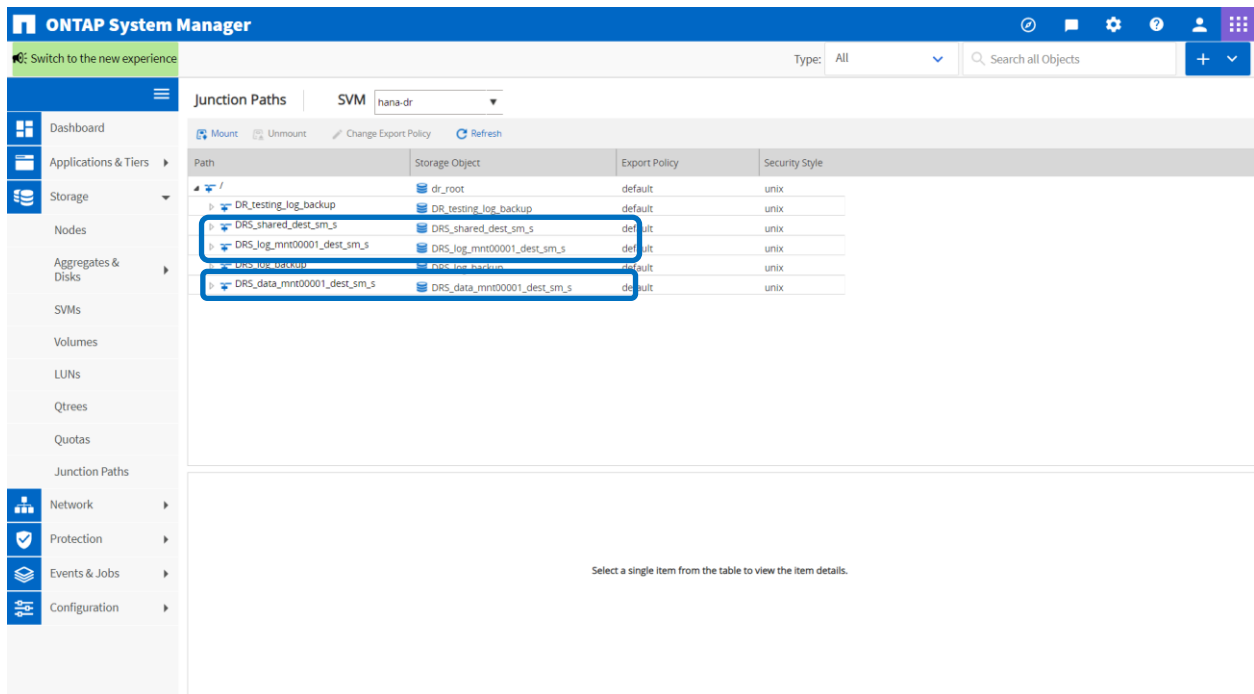 ONTAP System Manager
Switch to the new experience
Type: All
Search all Objects
Junction Paths SVM hana-dr
Dashboard
Mount Unmount Change Export Policy Refresh
Applications & Tiers
Path Storage Object Export Policy Security Style
Storage
/ dr_root default unix
DR_testing_log_backup DR_testing_log_backup default unix
DRS_shared_dest_sm_s DRS_shared_dest_sm_s default unix
Nodes
DRS_log_mnt00001_dest_sm_s DRS_log_mnt00001_dest_sm_s default unix
Aggregates &
Disks
DRS_log_backup DRS_log_backup default unix
DRS_data_mnt00001_dest_sm_s DRS_data_mnt00001_dest_sm_s default unix
SVMs
Volumes
LUNs
Qtrees
Quotas
Junction Paths
Network
Protection
Events & Jobs
Select a single item from the table to view the item details.
Configuration